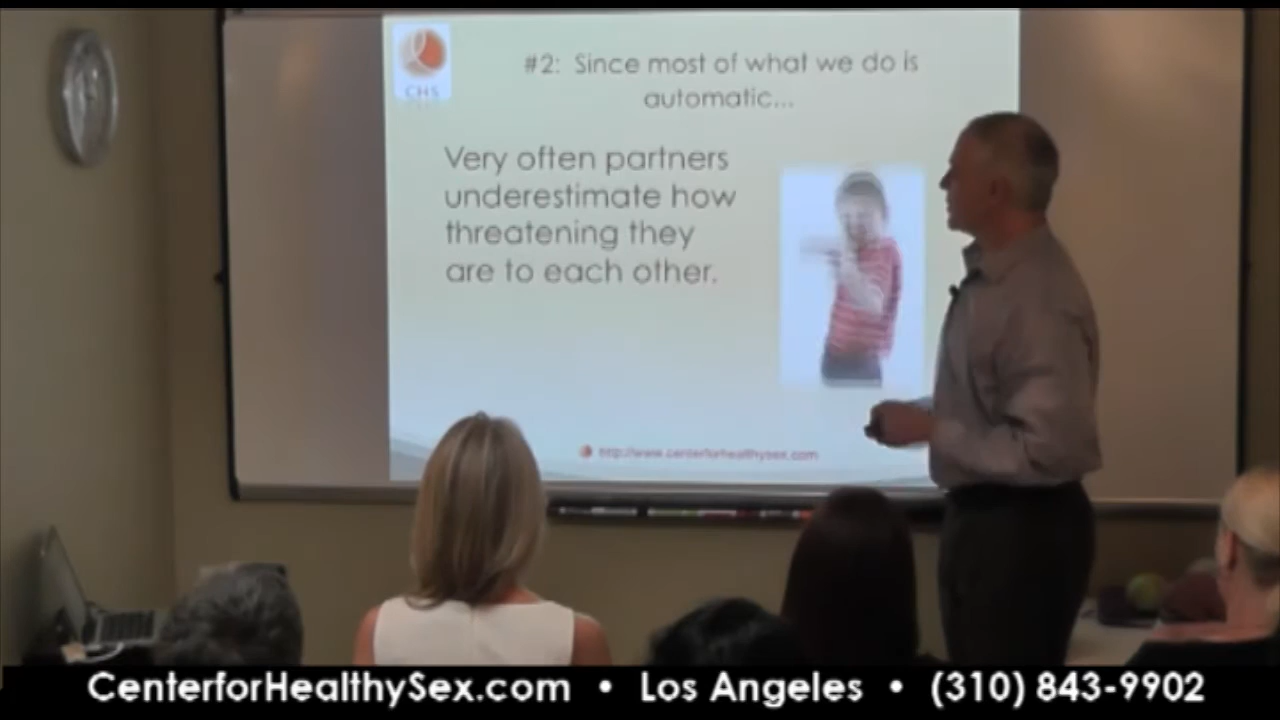 CHS
#2: Since most of what we do is
automatic...
Very often partners
underestimate how
threatening they
are to each other.
http://www.centerforhealthysex.com
CenterforHealthySex.com • Los Angeles • (310) 843-9902